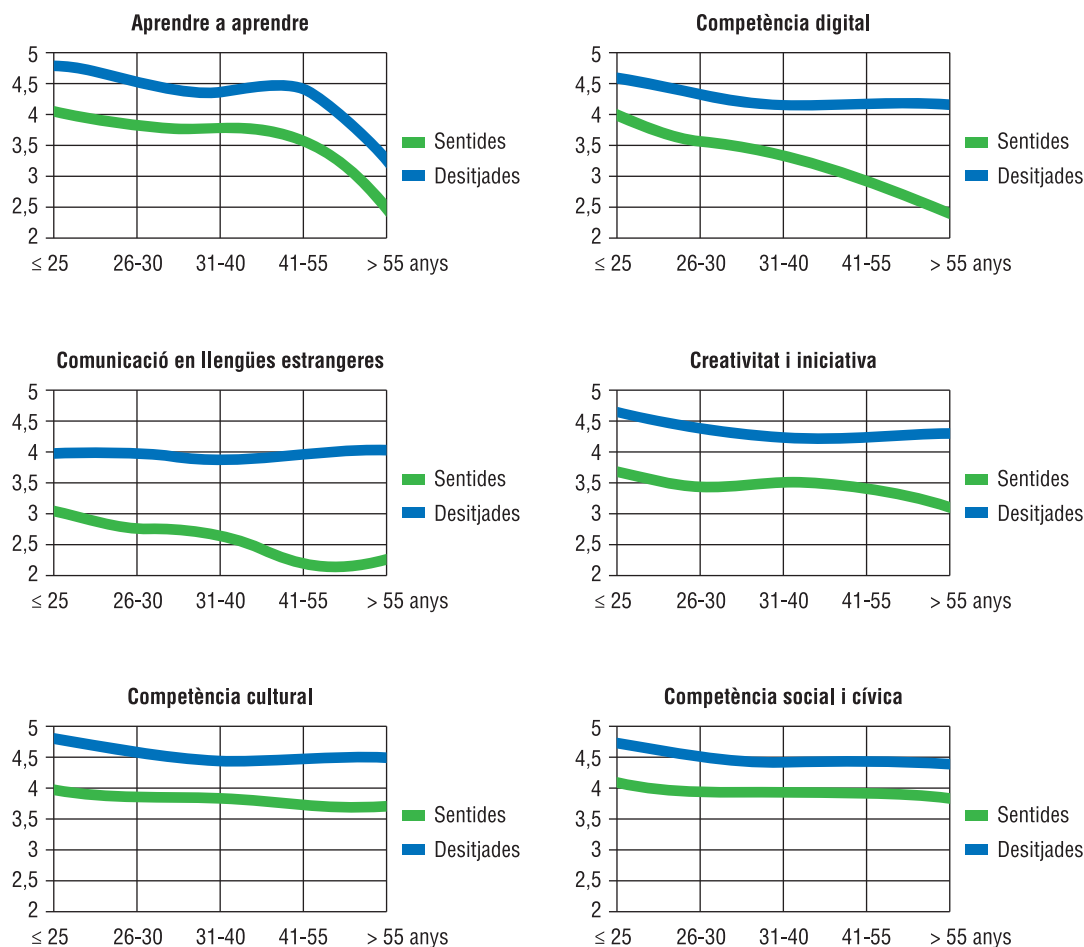 Aprendre a aprendre
5
4,5
4
3,5
3
2,5
2
≤ 25 26-30 31-40 41-55 > 55 anys
Sentides
Desitjades
Competència digital
5
4,5
4
3,5
3
2,5
2
≤ 25 26-30 31-40 41-55 > 55 anys
Sentides
Desitjades
Comunicació en llengües estrangeres
5
4,5
4
3,5
3
2,5
2
≤ 25 26-30 31-40 41-55 > 55 anys
Sentides
Desitjades
Creativitat i iniciativa
5
4,5
4
3,5
3
2,5
2
≤ 25 26-30 31-40 41-55 > 55 anys
Sentides
Desitjades
Competència cultural
5
4,5
4
3,5
3
2,5
2
≤ 25 26-30 31-40 41-55 > 55 anys
Sentides
Desitjades
Competència social i cívica
5
4,5
4
3,5
3
2,5
2
≤ 25 26-30 31-40 41-55 > 55 anys
Sentides
Desitjades